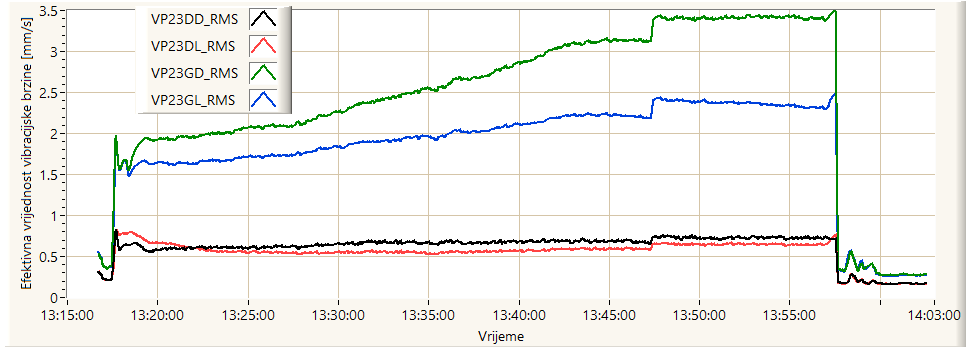 VP23DD_RMS
VP23DL_RMS
VP23GD_RMS
VP23GL_RMS
Efektivna vrijednost vibracijske brzine [mm/s]
3.5
3
2.5
2
1.5
1
0.5
0
13:15:00 13:20:00 13:25:00 13:30:00 13:35:00 13:40:00 13:45:00 13:50:00 13:55:00 14:03:00
Vrijeme